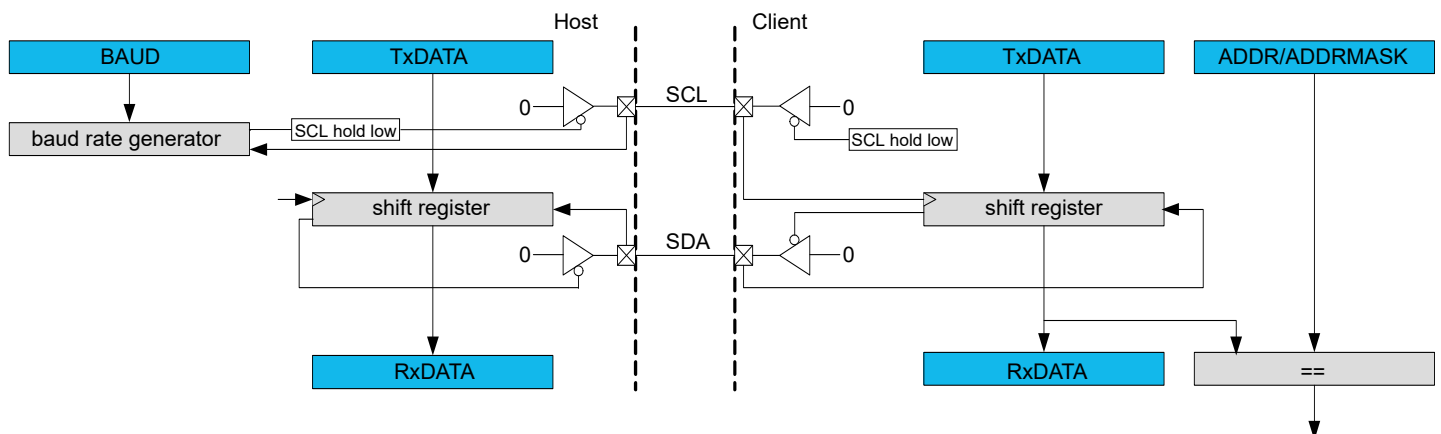 Host
Client
BAUD
TxDATA
TxDATA
ADDR/ADDRMASK
0
SCL
0
baud rate generator
SCL hold low
SCL hold low
shift register
shift register
0
SDA
0
RxDATA
RxDATA
==